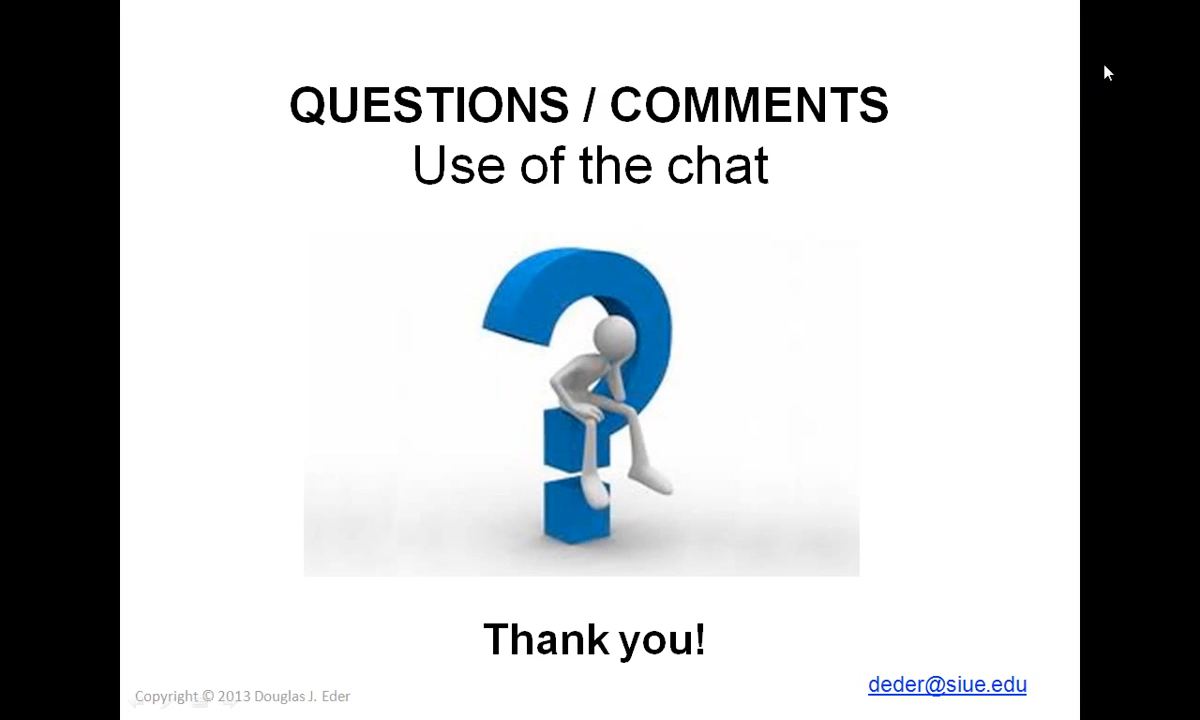 QUESTIONS / COMMENTS
Use of the chat
Thank you!
deder@siue.edu
Copyright © 2013 Douglas J. Eder